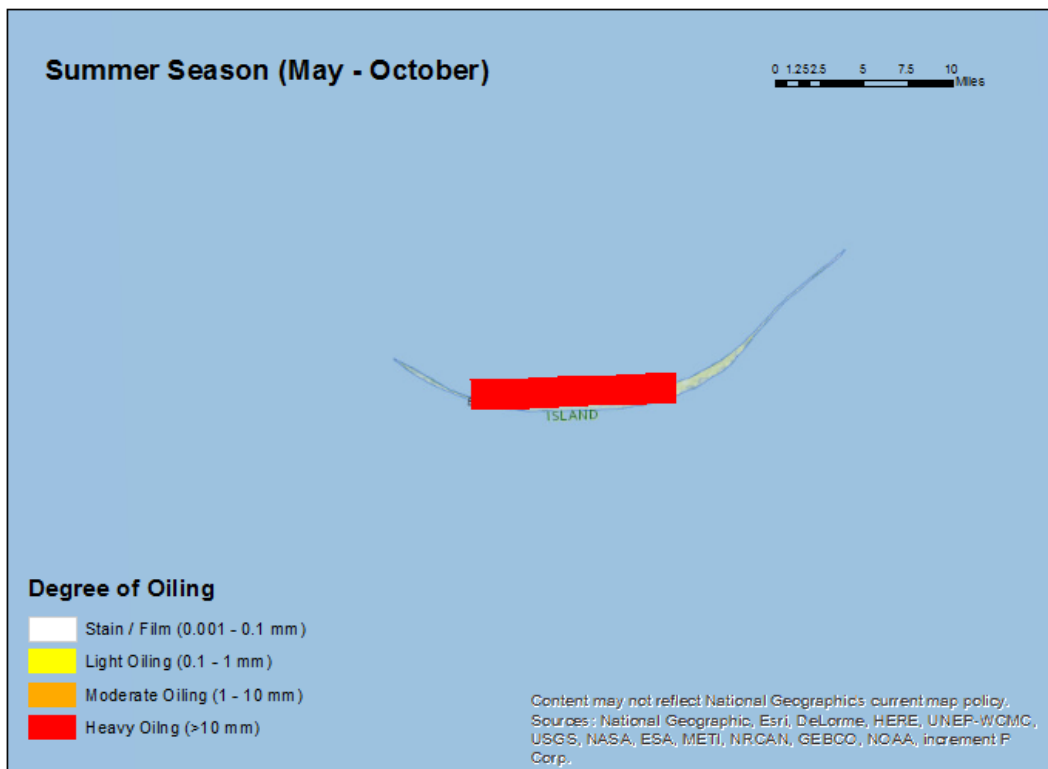 Summer Season (May - October)
0 1.252.5 5 7.5 10
Miles
ISLAND
Degree of Oiling
Stain / Film (0.001 - 0.1 mm)
Light Oiling (0.1 - 1 mm)
Moderate Oiling (1 - 10 mm)
Heavy Oilng (>10 mm)
Content may not reflect National Geographic's current map policy.
Sources: National Geographic, Esri, DeLorme, HERE, UNEP-WCMC,
USGS, NASA, ESA, METI, NRCAN, GEBCO, NOAA, increment P
Corp.